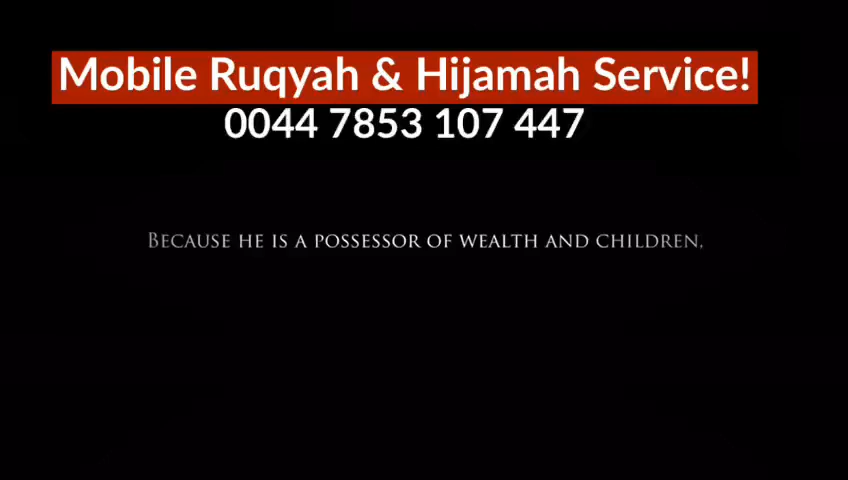 Mobile Ruqyah & Hijamah Service!
0044 7853 107 447
Because he is a possessor of wealth and children,